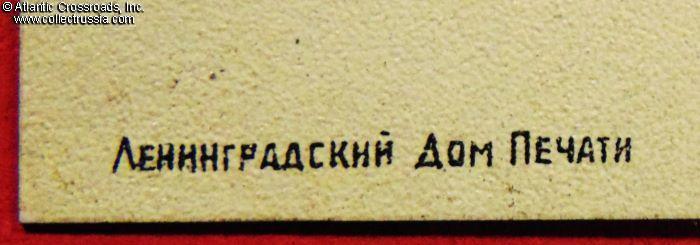 © Atlantic Crossroads, Inc.
www.collectrussia.com
Ленинградский Дом Печати